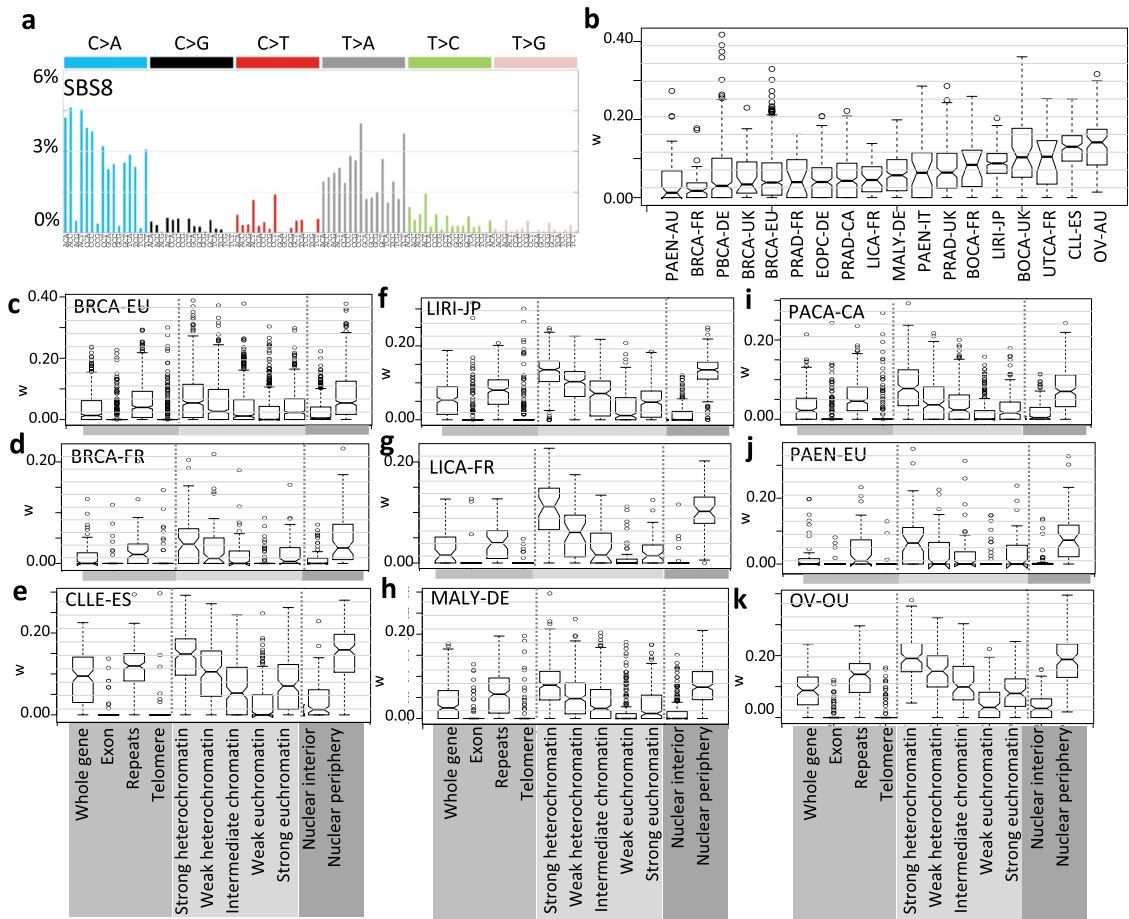 a
C>A C>G C>T T>A T>C T>G
6%
SBS8
3%
0%
b
w
0.40
0.20
0.00
PAEN-AU
BRCA-FR
PBCA-DE
BRCA-UK
BRCA-EU
PRAD-FR
EOPC-DE
PRAD-CA
LICA-FR
MALY-DE
PAEN-IT
PRAD-UK
BOCA-FR
LIRI-JP
BOCA-UK
UTCA-FR
CLL-ES
OV-AU
c
BRCA-EU
w
0.40
0.20
0.00
f
LIRI-JP
w
0.20
0.00
i
PACA-CA
w
0.20
0.00
d
BRCA-FR
w
0.20
0.00
g
LICA-FR
w
0.20
0.00
j
PAEN-EU
w
0.20
0.00
e
CLLE-ES
w
0.20
0.00
h
MALY-DE
w
0.20
0.00
k
OV-OU
w
0.20
0.00
Whole gene
Exon
Repeats
Telomere
Strong heterochromatin
Weak heterochromatin
Intermediate chromatin
Weak euchromatin
Strong euchromatin
Nuclear interior
Nuclear periphery
Whole gene
Exon
Repeats
Telomere
Strong heterochromatin
Weak heterochromatin
Intermediate chromatin
Weak euchromatin
Strong euchromatin
Nuclear interior
Nuclear periphery
Whole gene
Exon
Repeats
Telomere
Strong heterochromatin
Weak heterochromatin
Intermediate chromatin
Weak euchromatin
Strong euchromatin
Nuclear interior
Nuclear periphery